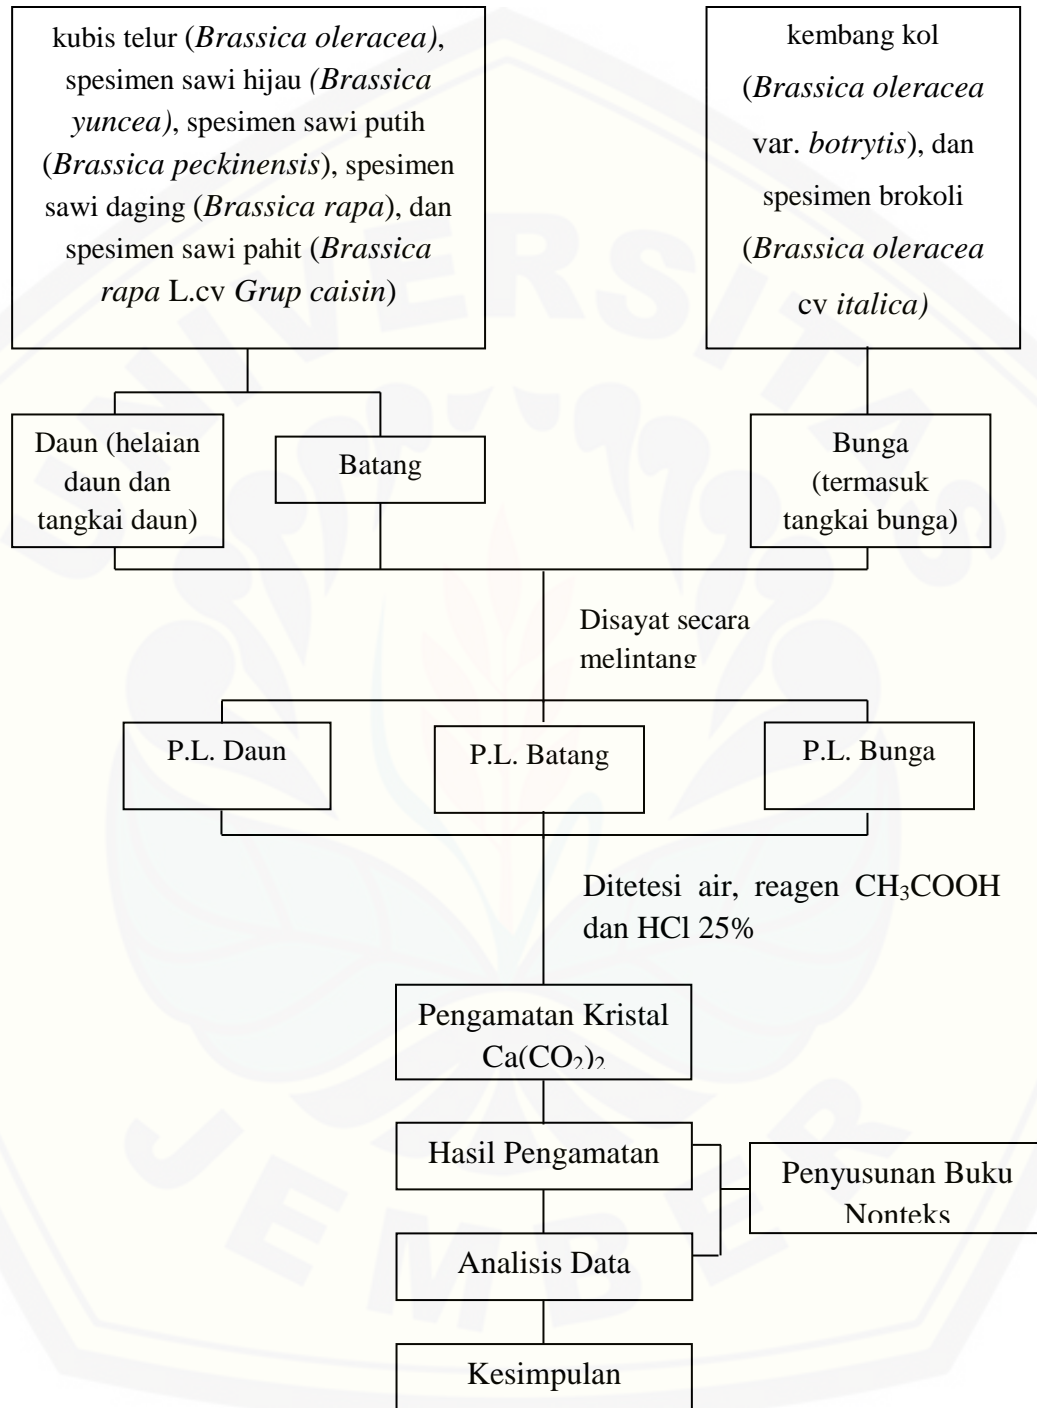 kubis telur (Brassica oleracea),
spesimen sawi hijau (Brassica
yuncea), spesimen sawi putih
(Brassica peckinensis), spesimen
sawi daging (Brassica rapa), dan
spesimen sawi pahit (Brassica
rapa L.cv Grup caisin)
kembang kol
(Brassica oleracea
var. botrytis), dan
spesimen brokoli
(Brassica oleracea
cv italica)
Daun (helaian
daun dan
tangkai daun)
Batang
Bunga
(termasuk
tangkai bunga)
Disayat secara
melintang
P.L. Daun
P.L. Batang
P.L. Bunga
Ditetesi air, reagen CH₃COOH
dan HCl 25%
Pengamatan Kristal
Ca(CO₂)₂
Hasil Pengamatan
Penyusunan Buku
Nonteks
Analisis Data
Kesimpulan
UNIVERSITAS
JEMBER